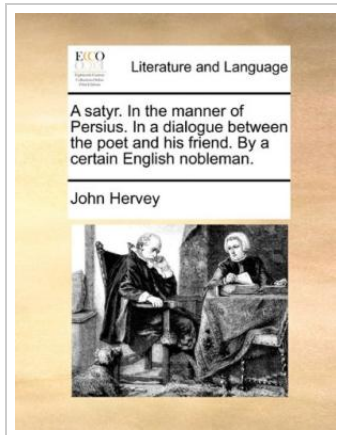 ECCO
Literature and Language
A satyr. In the manner of
Persius. In a dialogue between
the poet and his friend. By a
certain English nobleman.
John Hervey